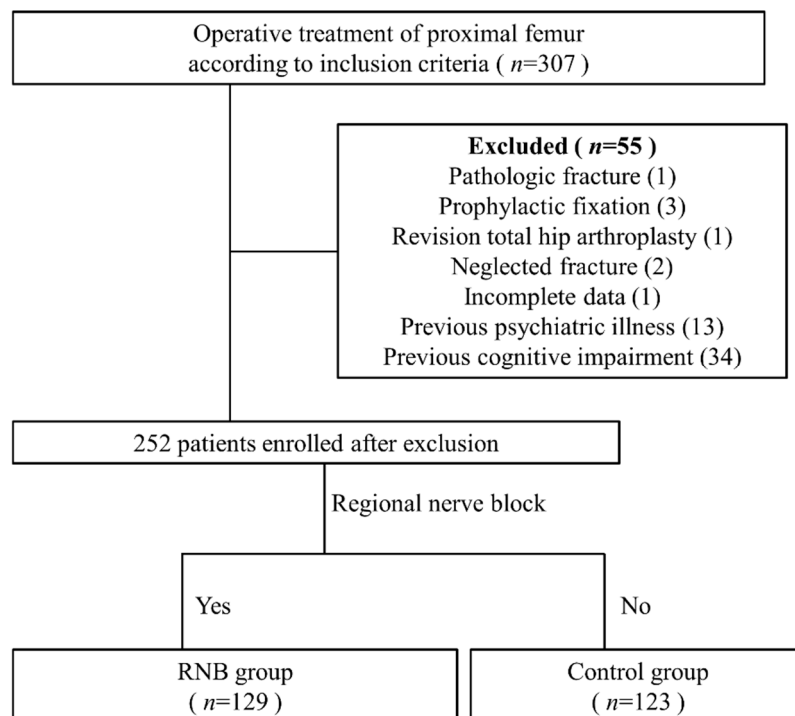 Operative treatment of proximal femur
according to inclusion criteria ( n=307 )
Excluded ( n=55 )
Pathologic fracture (1)
Prophylactic fixation (3)
Revision total hip arthroplasty (1)
Neglected fracture (2)
Incomplete data (1)
Previous psychiatric illness (13)
Previous cognitive impairment (34)
252 patients enrolled after exclusion
Regional nerve block
Yes
No
RNB group
( n=129 )
Control group
( n=123 )